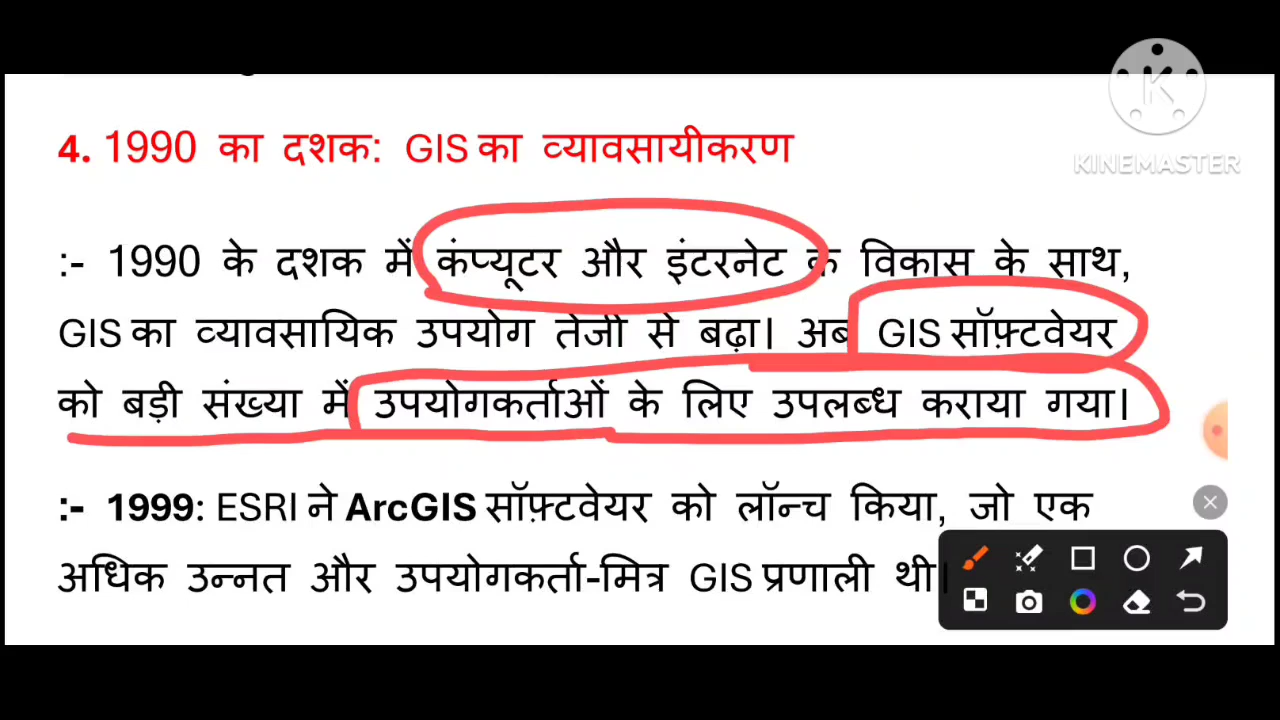 KINEMASTER
4. 1990 का दशक: GIS का व्यावसायीकरण
:- 1990 के दशक में कंप्यूटर और इंटरनेट के विकास के साथ,
GIS का व्यावसायिक उपयोग तेजी से बढ़ा। अब GIS सॉफ़्टवेयर
को बड़ी संख्या में उपयोगकर्ताओं के लिए उपलब्ध कराया गया।
:- 1999: ESRI ने ArcGIS सॉफ़्टवेयर को लॉन्च किया, जो एक
अधिक उन्नत और उपयोगकर्ता-मित्र GIS प्रणाली थी।